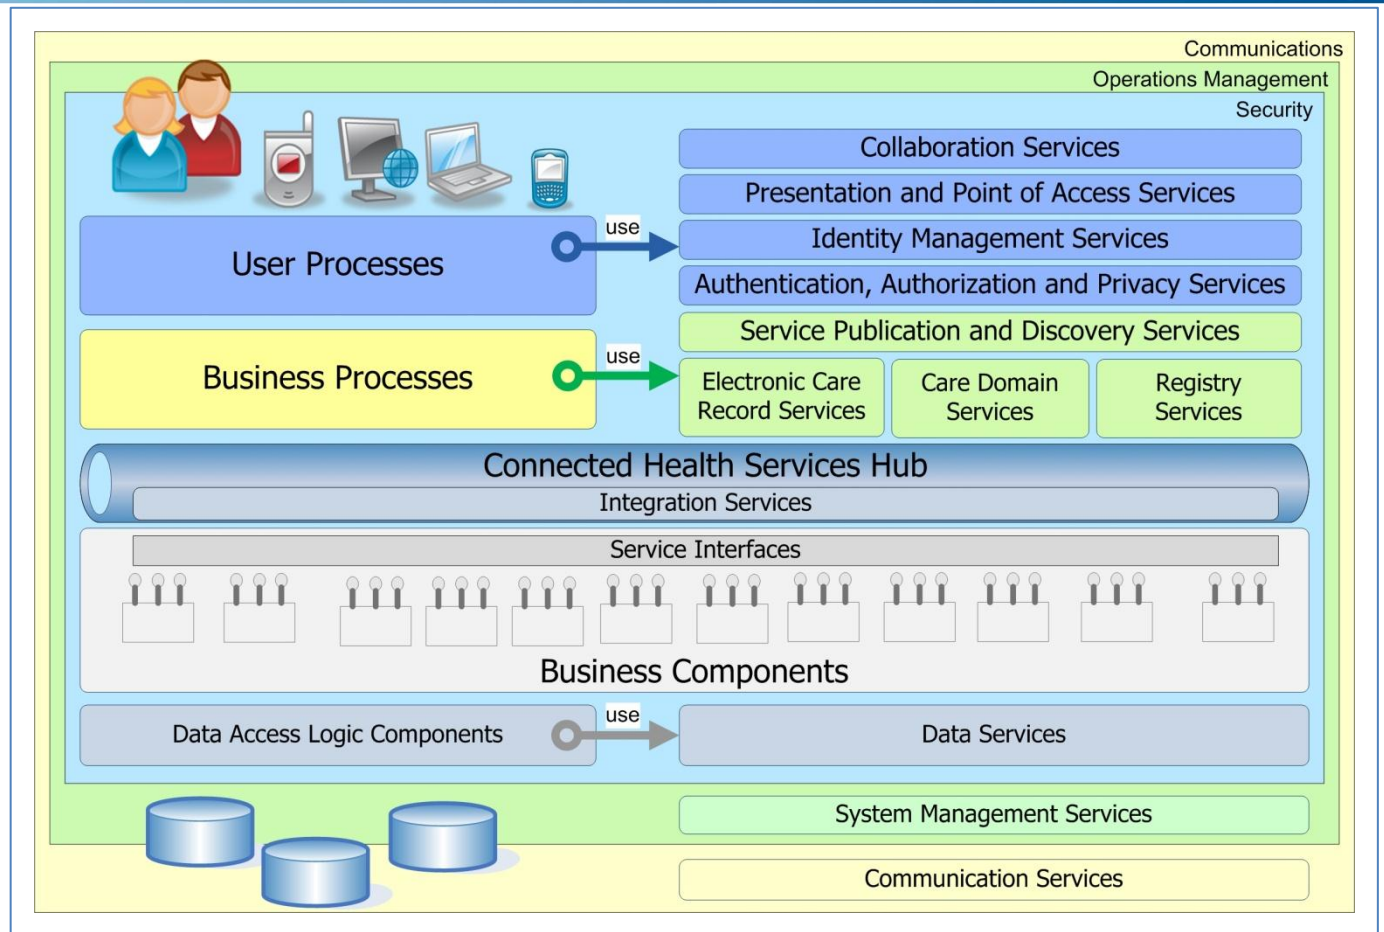 Communications
Operations Management
Security
Collaboration Services
Presentation and Point of Access Services
User Processes
use
Identity Management Services
Authentication, Authorization and Privacy Services
Service Publication and Discovery Services
Business Processes
use
Electronic Care
Record Services
Care Domain
Services
Registry
Services
Connected Health Services Hub
Integration Services
Service Interfaces
Business Components
Data Access Logic Components
use
Data Services
System Management Services
Communication Services